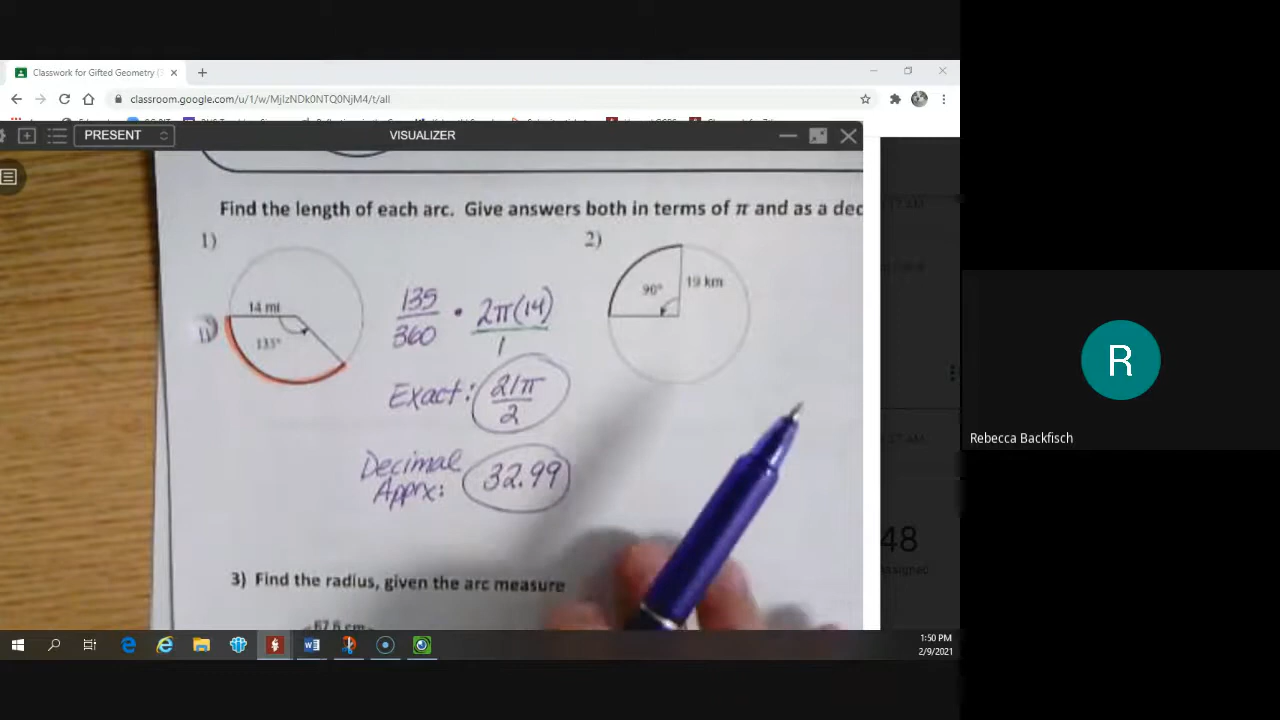 Classwork for Gifted Geometry (
classroom.google.com/u/1/w/MjIzNDk0NTQ0NjM4/t/all
PRESENT
VISUALIZER
Find the length of each arc. Give answers both in terms of π and as a dec
1)
14 mi
135°
135/360 • 2π(14)/1
Exact: 21π/2
Decimal
Apprx: 32.99
2)
19 km
90°
3) Find the radius, given the arc measure
67.6 cm
48
R
Rebecca Backfisch
1:50 PM
2/9/2021